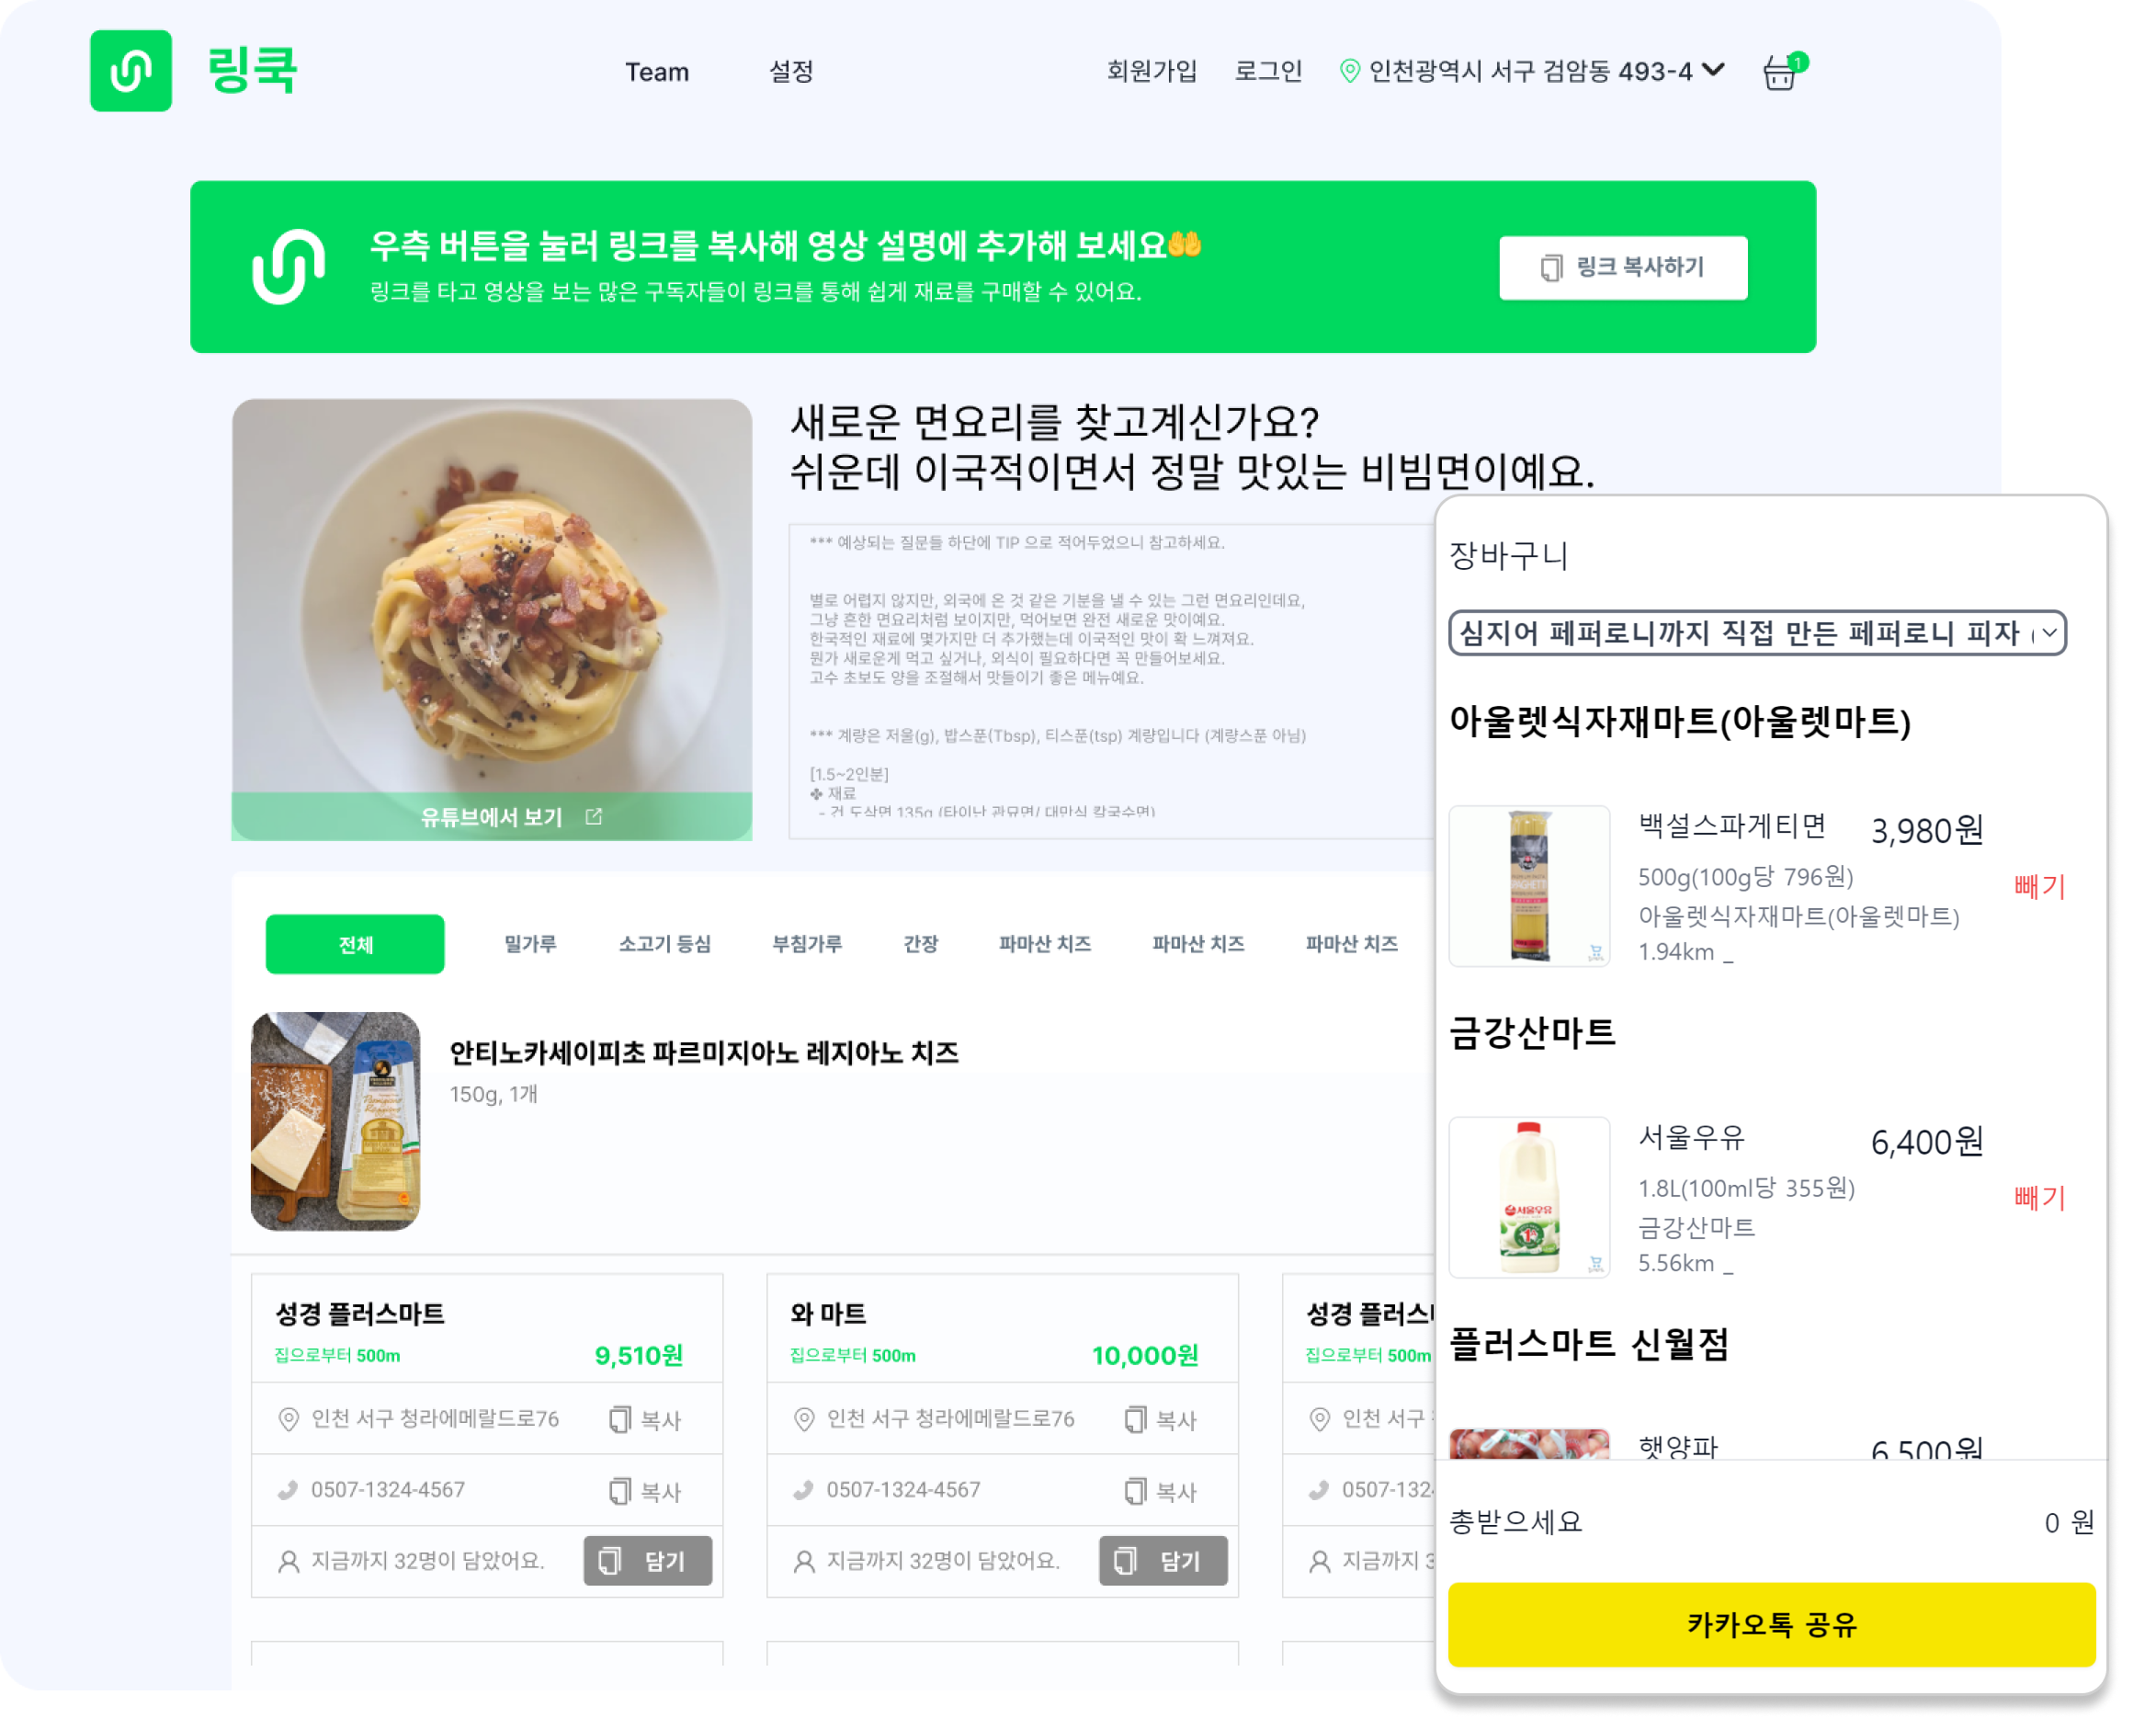 링쿡
Team
설정
회원가입
로그인
인천광역시 서구 검암동 493-4
1
우측 버튼을 눌러 링크를 복사해 영상 설명에 추가해 보세요🤲
링크를 타고 영상을 보는 많은 구독자들이 링크를 통해 쉽게 재료를 구매할 수 있어요.
링크 복사하기
새로운 면요리를 찾고계신가요?
쉬운데 이국적이면서 정말 맛있는 비빔면이예요.
*** 예상되는 질문들 하단에 TIP 으로 적어두었으니 참고하세요.
별로 어렵지 않지만, 외국에 온 것 같은 기분을 낼 수 있는 그런 면요리인데요,
그냥 흔한 면요리처럼 보이지만, 먹어보면 완전 새로운 맛이예요.
한국적인 재료에 몇가지만 더 추가했는데 이국적인 맛이 확 느껴져요.
뭔가 새로운게 먹고 싶거나, 외식이 필요하다면 꼭 만들어보세요.
고수 초보도 양을 조절해서 맛들이기 좋은 메뉴예요.
*** 계량은 저울(g), 밥스푼(Tbsp), 티스푼(tsp) 계량입니다 (계량스푼 아님)
[1.5~2인분]
✤ 재료
- 건 도삭면 135g (타이난 관묘면/ 대만식 칼국수면)
유튜브에서 보기
전체
밀가루
소고기 등심
부침가루
간장
파마산 치즈
파마산 치즈
파마산 치즈
안티노카세이피초 파르미지아노 레지아노 치즈
150g, 1개
성경 플러스마트
집으로부터 500m
9,510원
인천 서구 청라에메랄드로76
복사
0507-1324-4567
복사
지금까지 32명이 담았어요.
담기
와 마트
집으로부터 500m
10,000원
인천 서구 청라에메랄드로76
복사
0507-1324-4567
복사
지금까지 32명이 담았어요.
담기
성경 플러스
집으로부터 500m
인천 서구
0507-132
지금까지 3
장바구니
심지어 페퍼로니까지 직접 만든 페퍼로니 피자
아울렛식자재마트(아울렛마트)
백설스파게티면
3,980원
500g(100g당 796원)
아울렛식자재마트(아울렛마트)
1.94km _
빼기
금강산마트
서울우유
6,400원
1.8L(100ml당 355원)
금강산마트
5.56km _
빼기
서울우유
플러스마트 신월점
햇양파
6,500원
총받으세요
0 원
카카오톡 공유